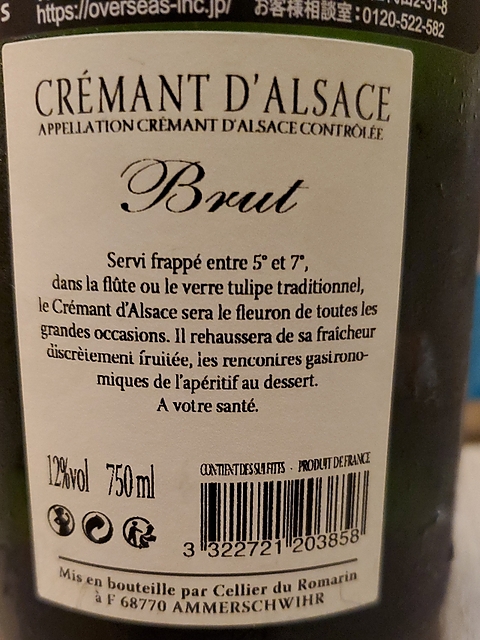 https://overseas-inc.jp/ お客様相談室:0120-522-582
CRÉMANT D'ALSACE
APPELLATION CRÉMANT D'ALSACE CONTRÔLÉE
Brut
Servi frappé entre 5° et 7°,
dans la flûte ou le verre tulipe traditionnel,
le Crémant d'Alsace sera le fleuron de toutes les
grandes occasions. Il rehaussera de sa fraîcheur
discrètement fruitée, les rencontres gastrono-
miques de l'apéritif au dessert.
A votre santé.
12%vol 750 ml
CONTIENT DES SULFITES · PRODUIT DE FRANCE
3 322721 203858
Mis en bouteille par Cellier du Romarin
à F 68770 AMMERSCHWIHR